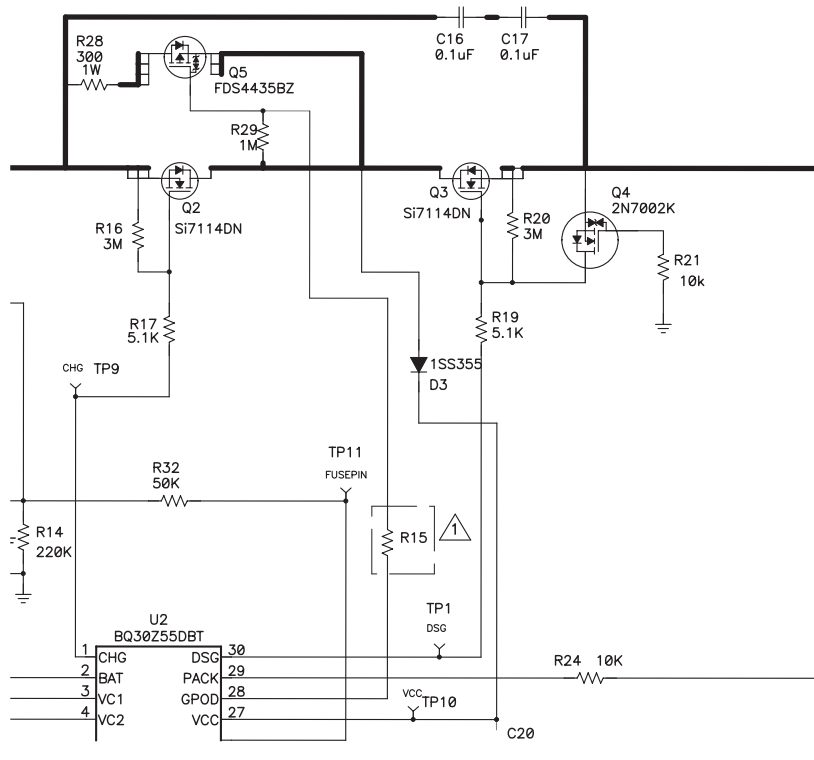 C16
0.1uF
C17
0.1uF
R28
300
1W
Q5
FDS4435BZ
R29
1M
Q2
Si7114DN
Q3
Si7114DN
R16
3M
R20
3M
Q4
2N7002K
R21
10k
R17
5.1K
R19
5.1K
CHG TP9
1SS355
D3
R32
50K
TP11
FUSEPIN
R14
220K
R15
1
U2
BQ30Z55DBT
TP1
DSG
1 CHG DSG 30
2 BAT PACK 29
R24 10K
3 VC1 GPOD 28
4 VC2 VCC 27
VCC TP10
C20